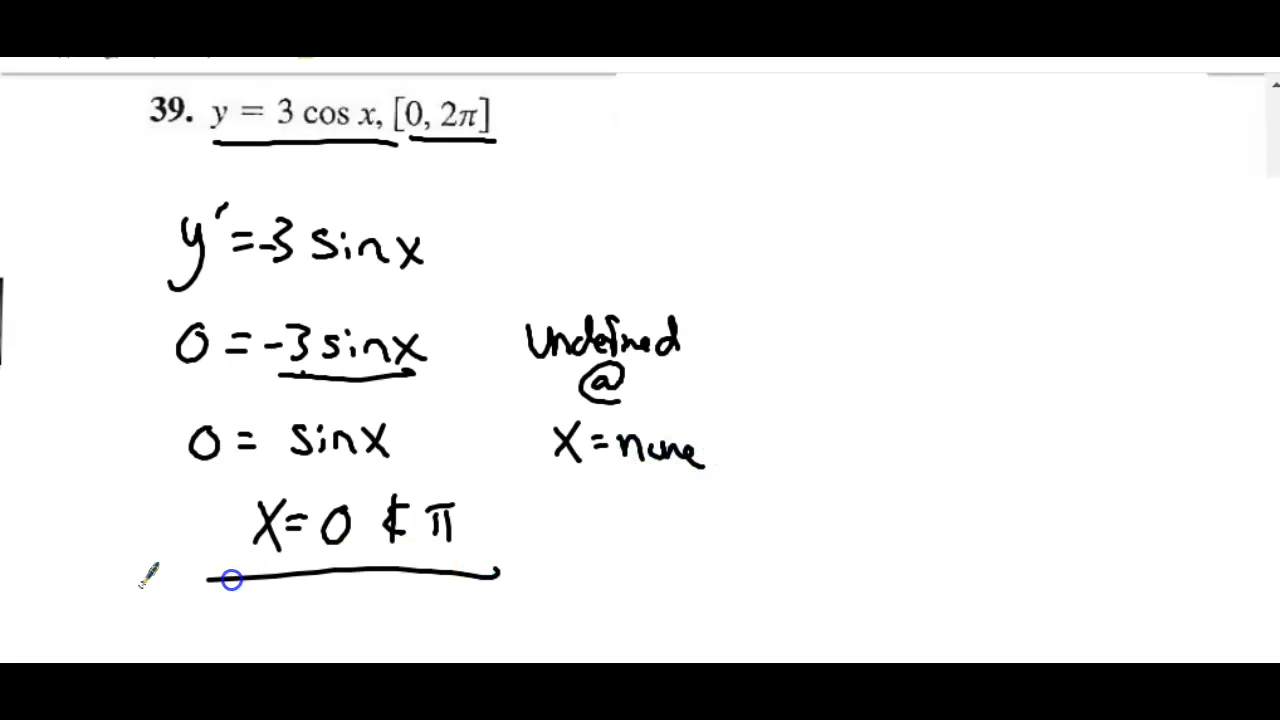 39. y = 3 cos x, [0, 2π]
y' = -3 sin x
0 = -3 sin x
Undefined
@
0 = sin x
x = none
x = 0 & π